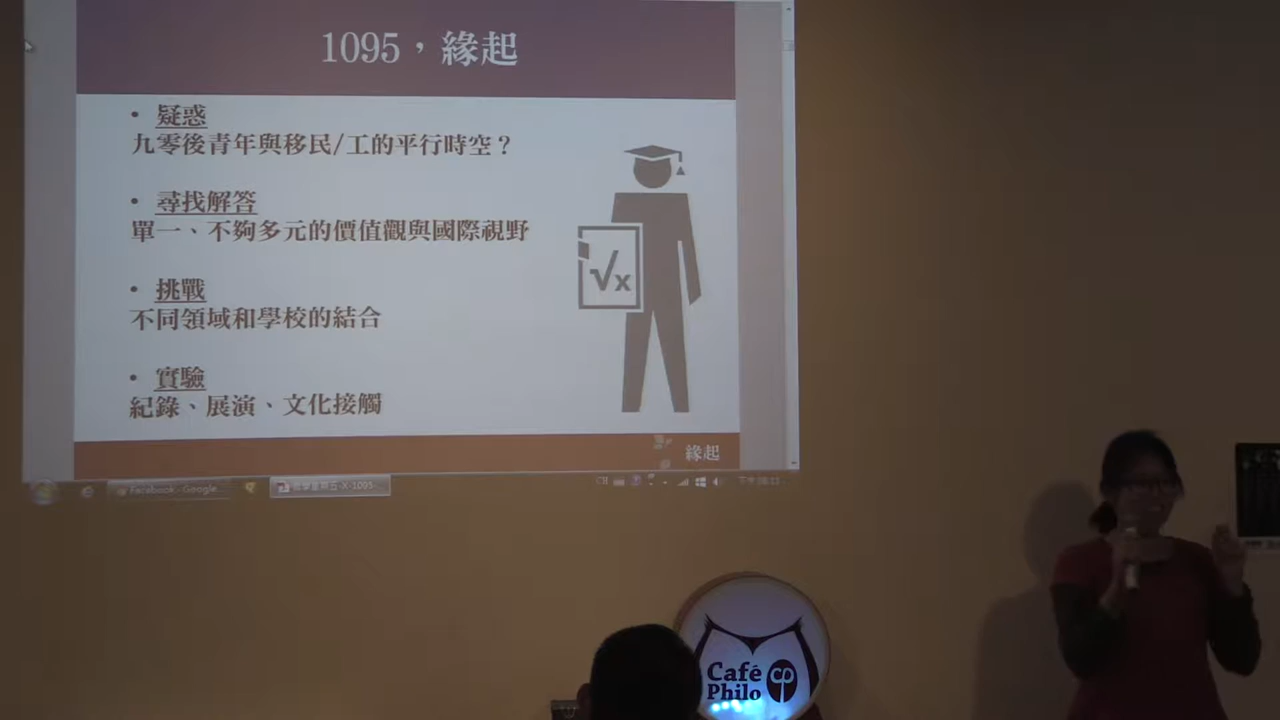 1095，緣起
• 疑惑
九零後青年與移民/工的平行時空？
• 尋找解答
單一、不夠多元的價值觀與國際視野
• 挑戰
不同領域和學校的結合
• 實驗
紀錄、展演、文化接觸
√x
緣起
Facebook - Google
CH
Café
Philo